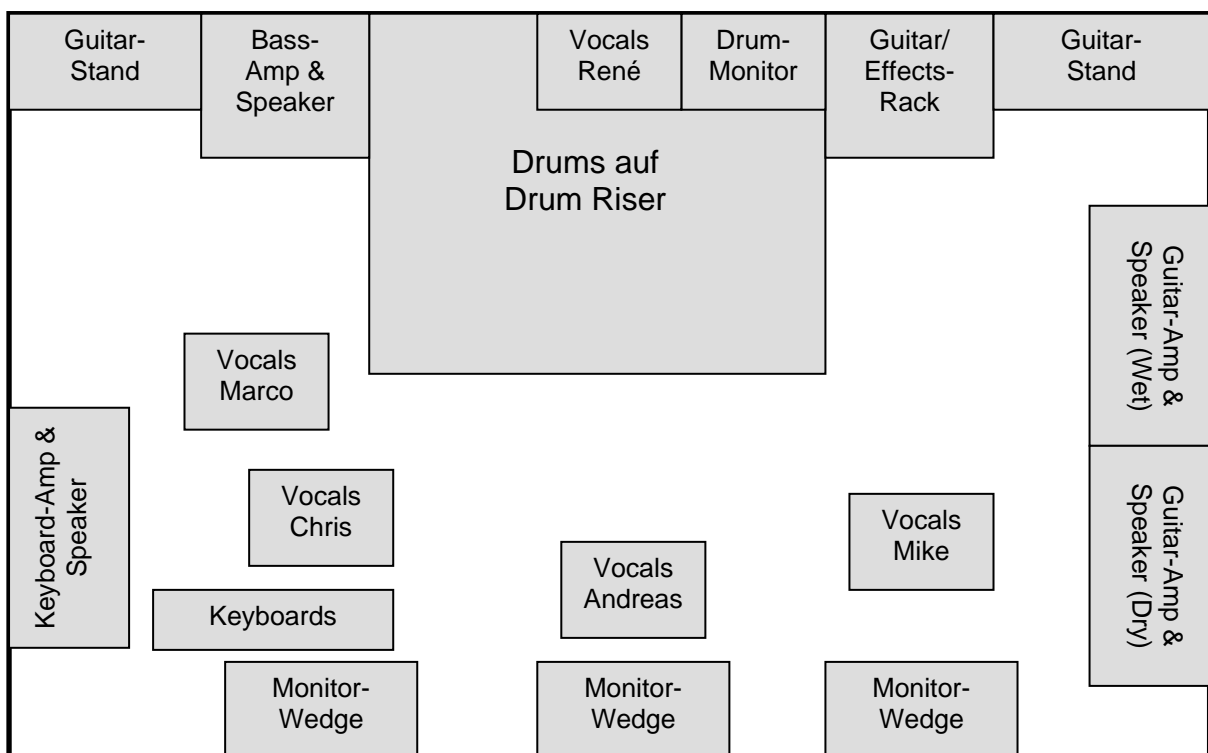 Guitar-
Stand
Bass-
Amp &
Speaker
Vocals
René
Drum-
Monitor
Guitar/
Effects-
Rack
Guitar-
Stand
Drums auf
Drum Riser
Guitar-Amp &
Speaker (Wet)
Vocals
Marco
Keyboard-Amp &
Speaker
Vocals
Chris
Vocals
Mike
Guitar-Amp &
Speaker (Dry)
Vocals
Andreas
Keyboards
Monitor-
Wedge
Monitor-
Wedge
Monitor-
Wedge